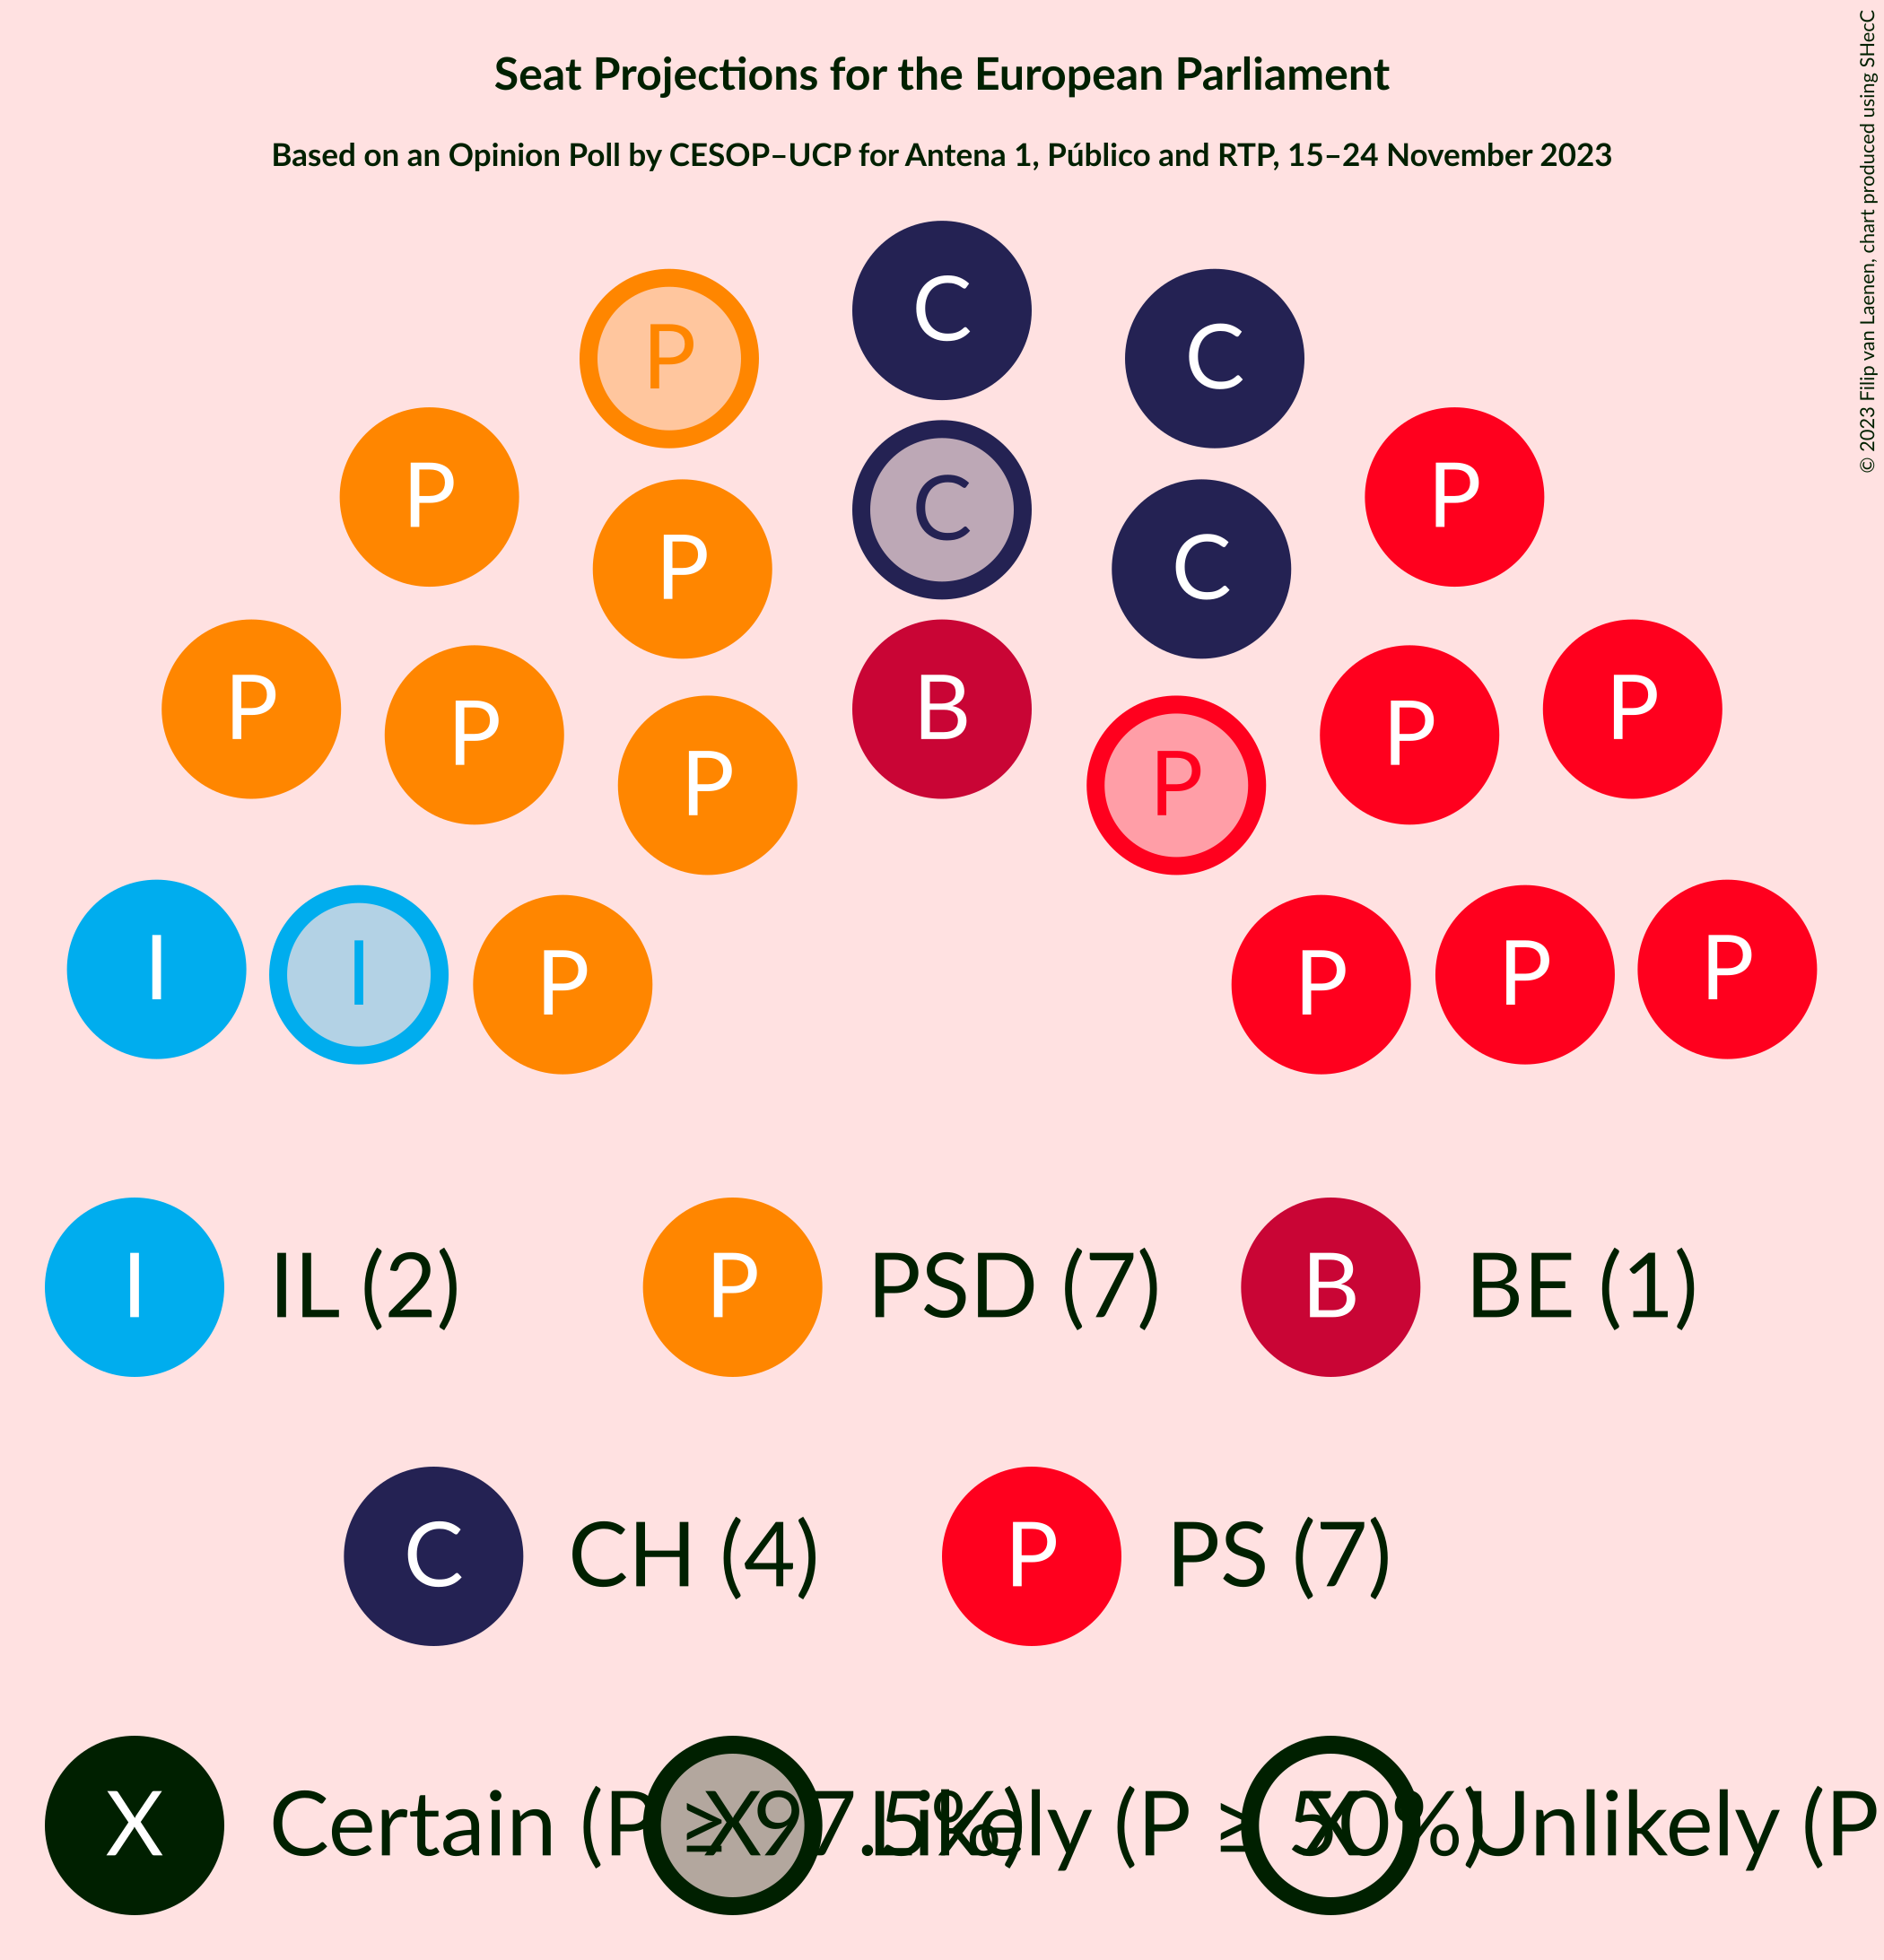 Seat Projections for the European Parliament
Based on an Opinion Poll by CESOP–UCP for Antena 1, Público and RTP, 15–24 November 2023
© 2023 Filip van Laenen, chart produced using SHecC
C
P C
P C P
P C
P B P
P P P
P P
I I P P P P
I IL (2) P PSD (7) B BE (1)
C CH (4) P PS (7)
X Certain (P ≥ 97.5%) X Likely (P ≥ 50%) X Unlikely (P